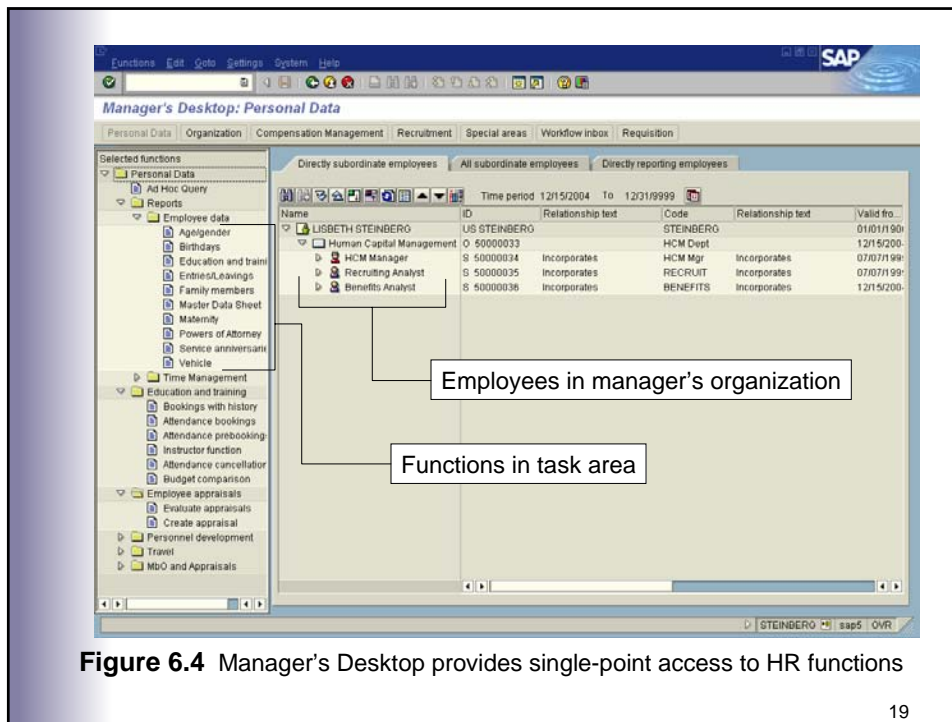 SAP
Functions Edit Goto Settings System Help
Manager's Desktop: Personal Data
Personal Data Organization Compensation Management Recruitment Special areas Workflow inbox Requisition
Selected functions
Personal Data
Ad Hoc Query
Reports
Employee data
Age/gender
Birthdays
Education and traini
Entries/Leavings
Family members
Master Data Sheet
Maternity
Powers of Attorney
Service anniversarie
Vehicle
Time Management
Education and training
Bookings with history
Attendance bookings
Attendance prebooking
Instructor function
Attendance cancellation
Budget comparison
Employee appraisals
Evaluate appraisals
Create appraisal
Personnel development
Travel
MbO and Appraisals
Directly subordinate employees All subordinate employees Directly reporting employees
Time period 12/15/2004 To 12/31/9999
Name ID Relationship text Code Relationship text Valid fro...
LISBETH STEINBERG US STEINBERG STEINBERG 01/01/190
Human Capital Management O 50000033 HCM Dept 12/15/200
HCM Manager S 50000034 Incorporates HCM Mgr Incorporates 07/07/199
Recruiting Analyst S 50000035 Incorporates RECRUIT Incorporates 07/07/199
Benefits Analyst S 50000036 Incorporates BENEFITS Incorporates 12/15/200
Employees in manager's organization
Functions in task area
STEINBERG sap5 OVR
Figure 6.4 Manager's Desktop provides single-point access to HR functions
19